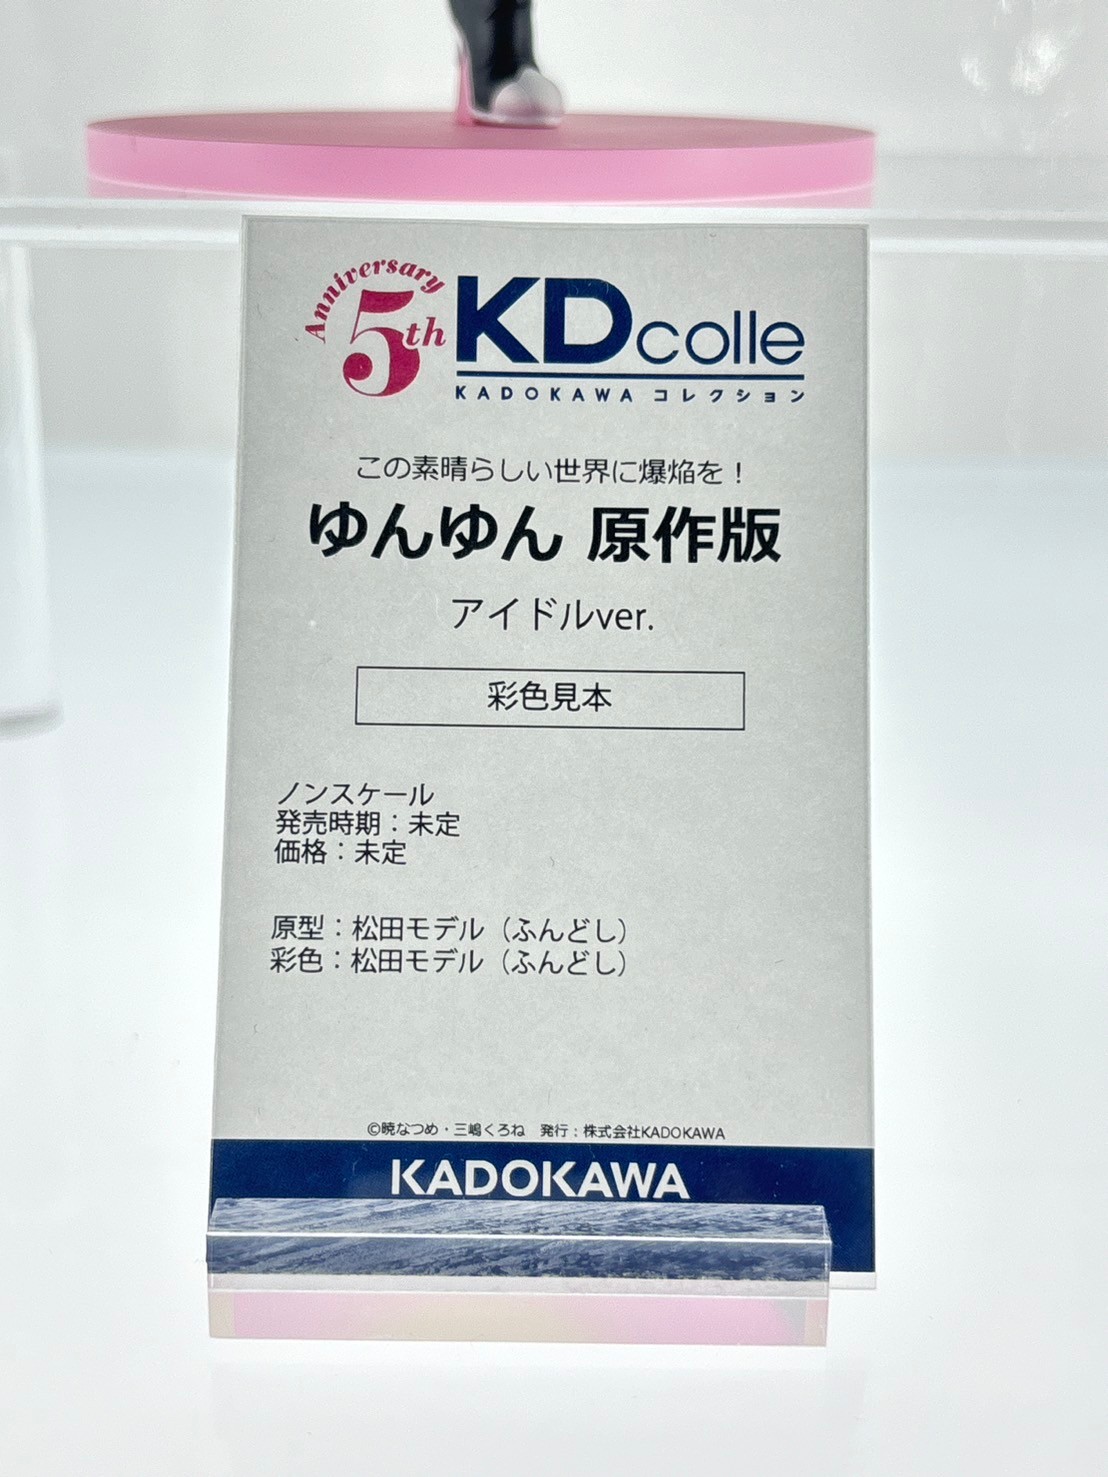 Anniversary
5th
KDcolle
KADOKAWA コレクション
この素晴らしい世界に爆焔を！
ゆんゆん 原作版
アイドルver.
彩色見本
ノンスケール
発売時期：未定
価格：未定
原型：松田モデル（ふんどし）
彩色：松田モデル（ふんどし）
©暁なつめ・三嶋くろね　発行：株式会社KADOKAWA
KADOKAWA